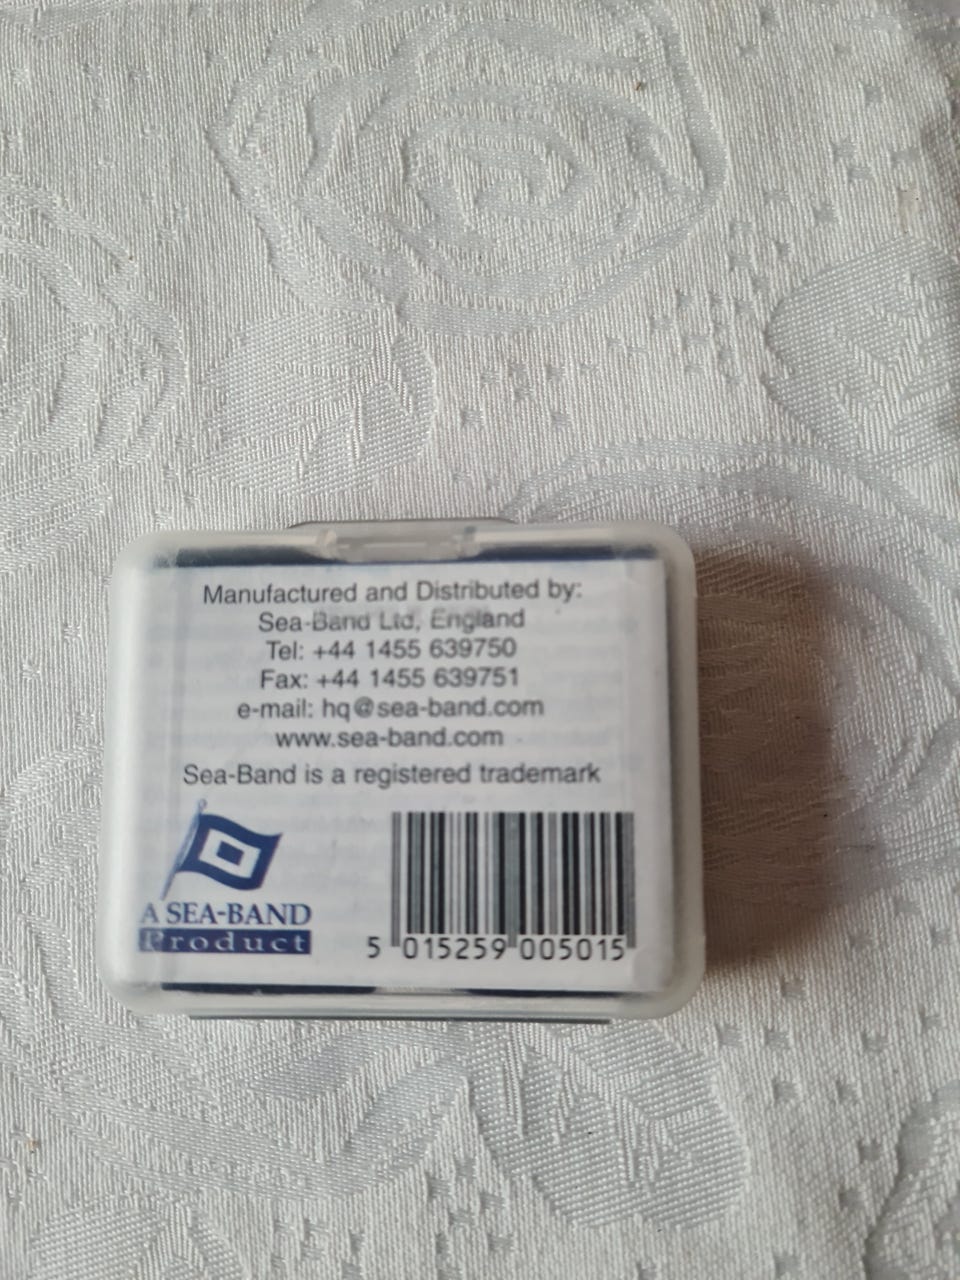 Manufactured and Distributed by:
Sea-Band Ltd, England
Tel: +44 1455 639750
Fax: +44 1455 639751
e-mail: hq@sea-band.com
www.sea-band.com
Sea-Band is a registered trademark
A SEA-BAND
Product
5 015259 005015